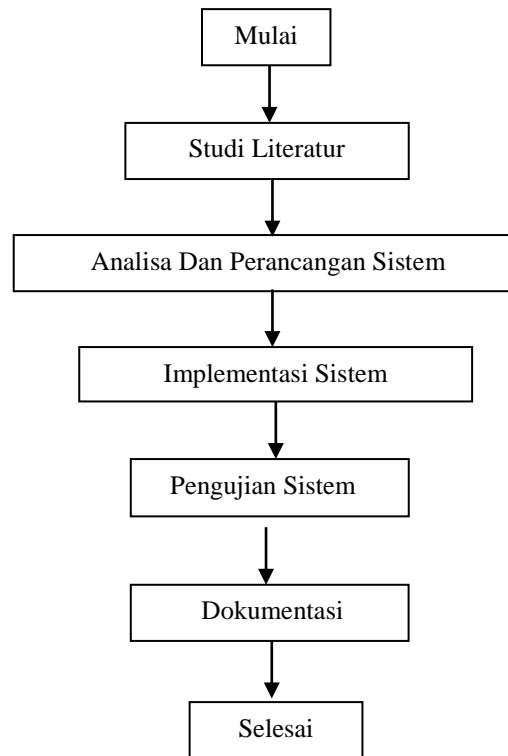 Mulai
Studi Literatur
Analisa Dan Perancangan Sistem
Implementasi Sistem
Pengujian Sistem
Dokumentasi
Selesai